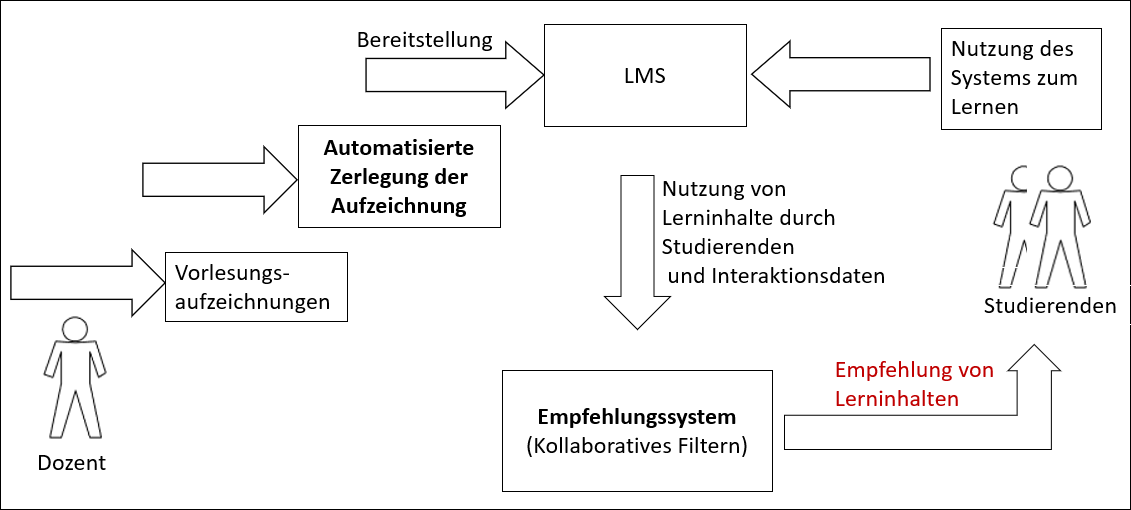 Bereitstellung
LMS
Nutzung des
Systems zum
Lernen
Automatisierte
Zerlegung der
Aufzeichnung
Nutzung von
Lerninhalte durch
Studierenden
und Interaktionsdaten
Vorlesungs-
aufzeichnungen
Studierenden
Dozent
Empfehlungssystem
(Kollaboratives Filtern)
Empfehlung von
Lerninhalten